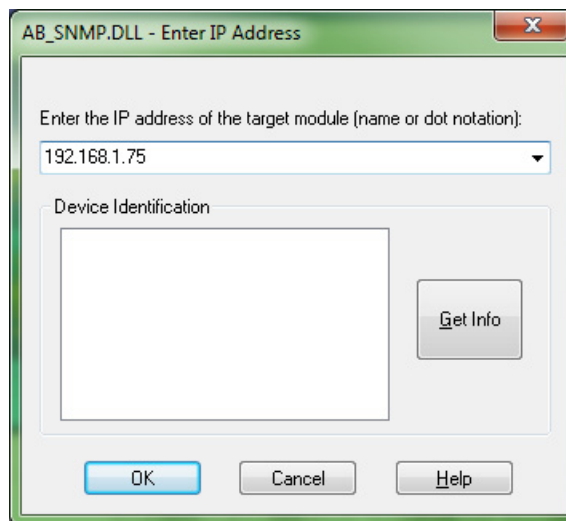 AB_SNMP.DLL - Enter IP Address
Enter the IP address of the target module (name or dot notation):
192.168.1.75
Device Identification
Get Info
OK
Cancel
Help